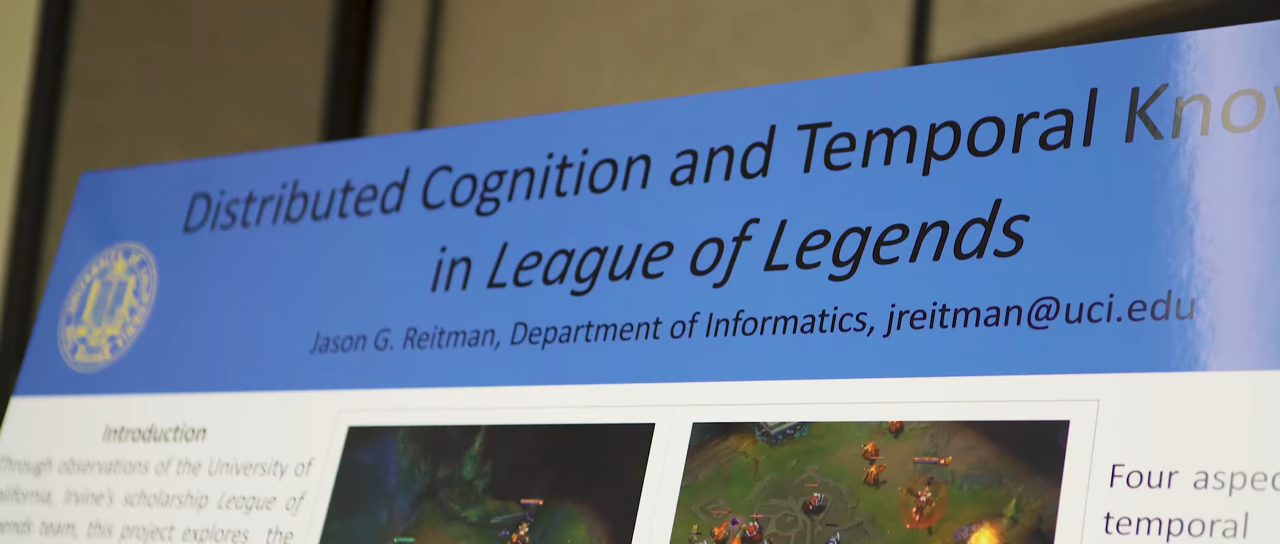 Distributed Cognition and Temporal Know
in League of Legends
Jason G. Reitman, Department of Informatics, jreitman@uci.edu
Introduction
Through observations of the University of
alifornia, Irvine's scholarship League of
ends team, this project explores the
Four aspec
temporal